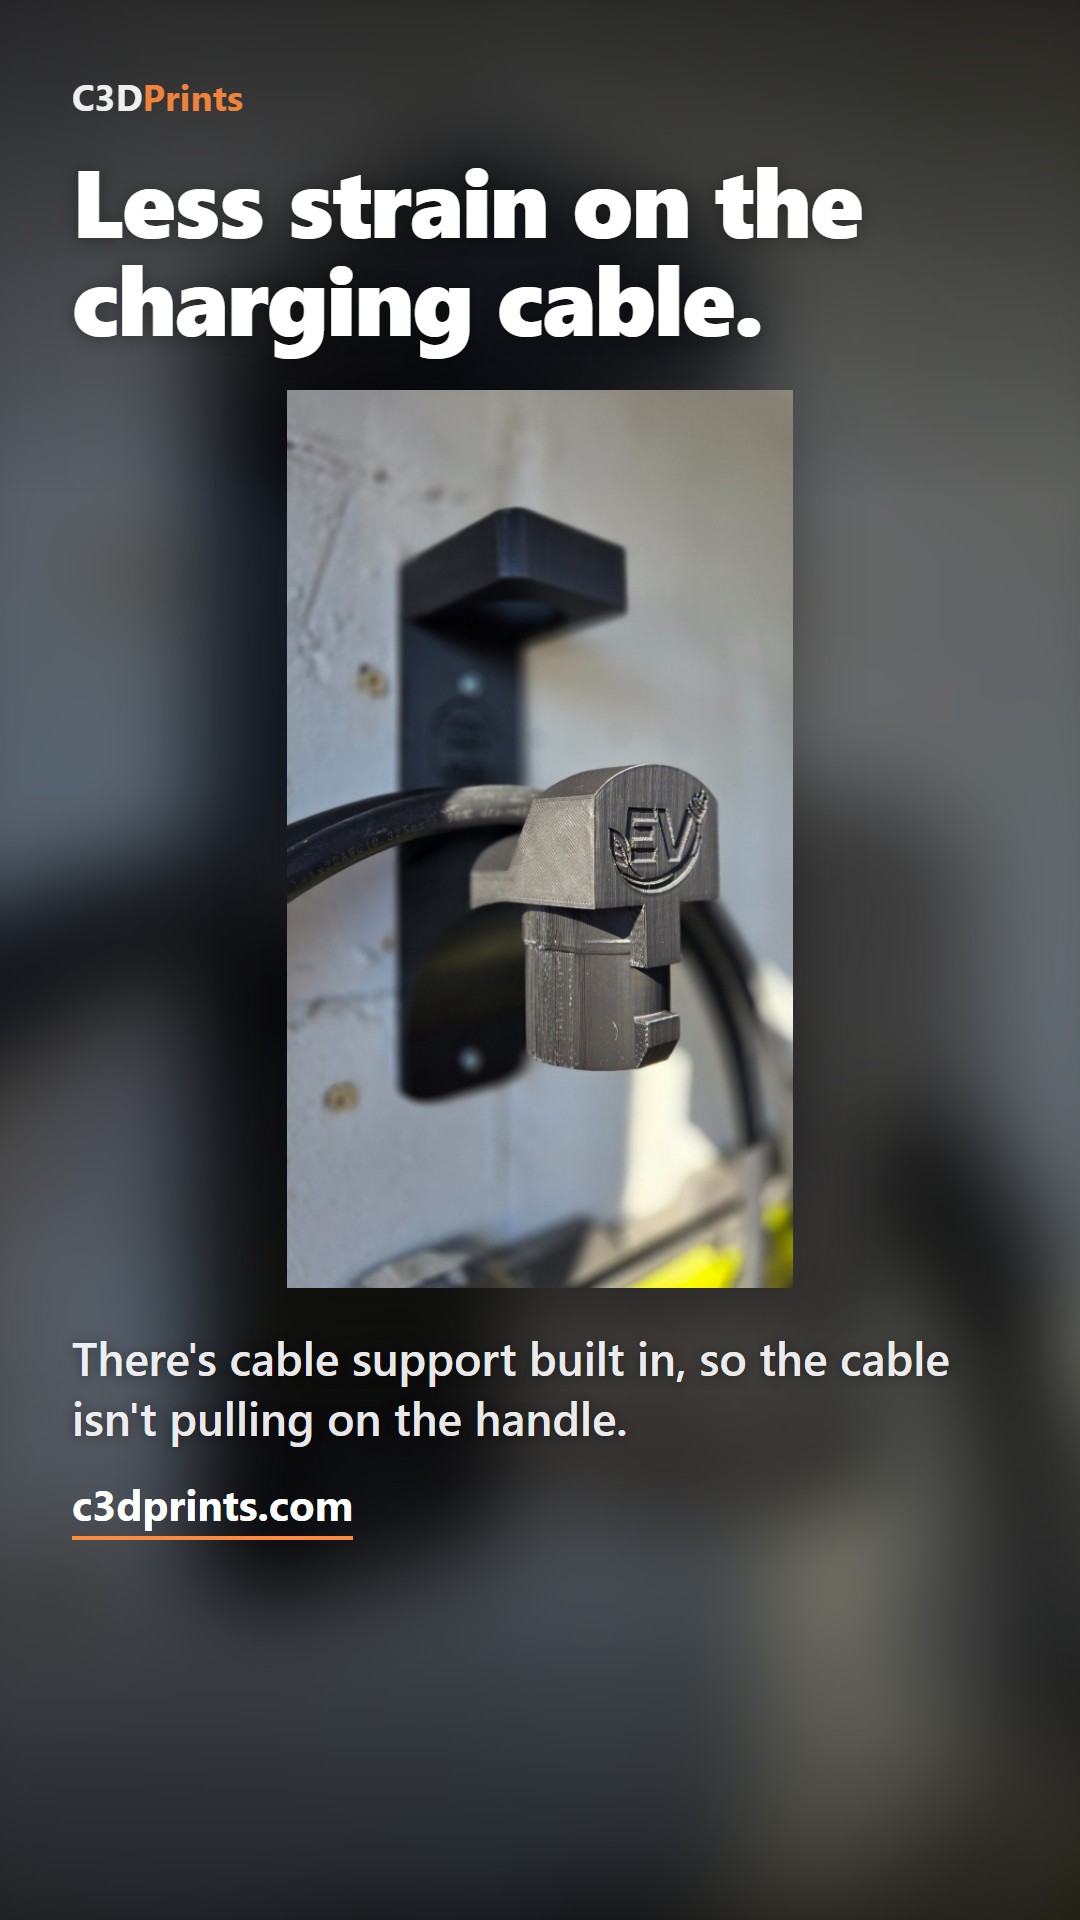 C3DPrints
Less strain on the
charging cable.
EV
There's cable support built in, so the cable
isn't pulling on the handle.
c3dprints.com